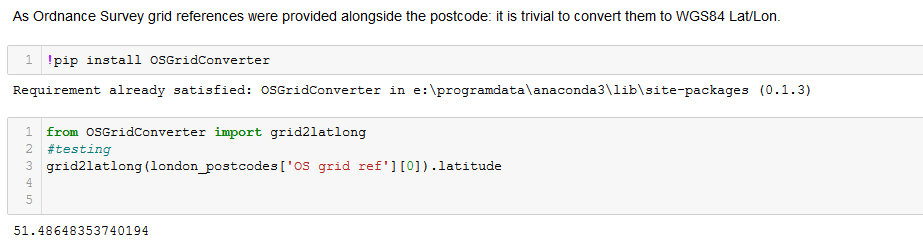 As Ordnance Survey grid references were provided alongside the postcode: it is trivial to convert them to WGS84 Lat/Lon.
1 !pip install OSGridConverter
Requirement already satisfied: OSGridConverter in e:\programdata\anaconda3\lib\site-packages (0.1.3)
1 from OSGridConverter import grid2latlong
2 #testing
3 grid2latlong(london_postcodes['OS grid ref'][0]).latitude
4
5
51.48648353740194